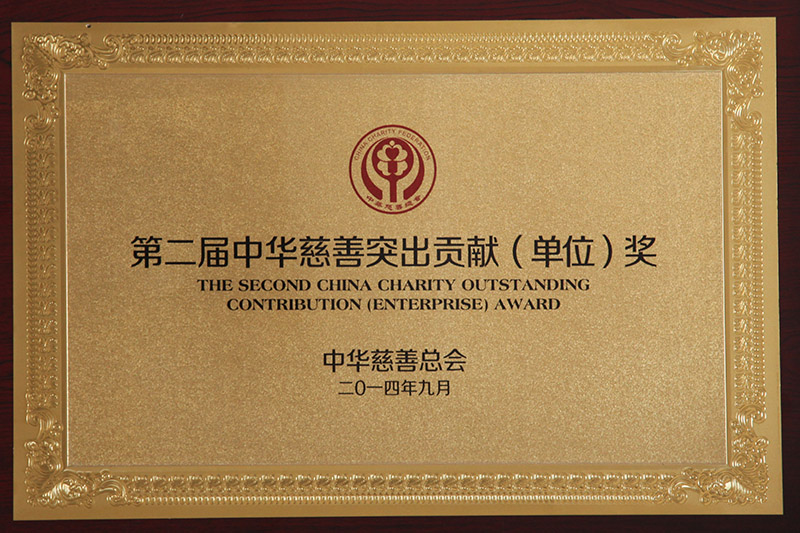 CHINA CHARITY FEDERATION
中华慈善总会
第二届中华慈善突出贡献（单位）奖
THE SECOND CHINA CHARITY OUTSTANDING
CONTRIBUTION (ENTERPRISE) AWARD
中华慈善总会
二〇一四年九月